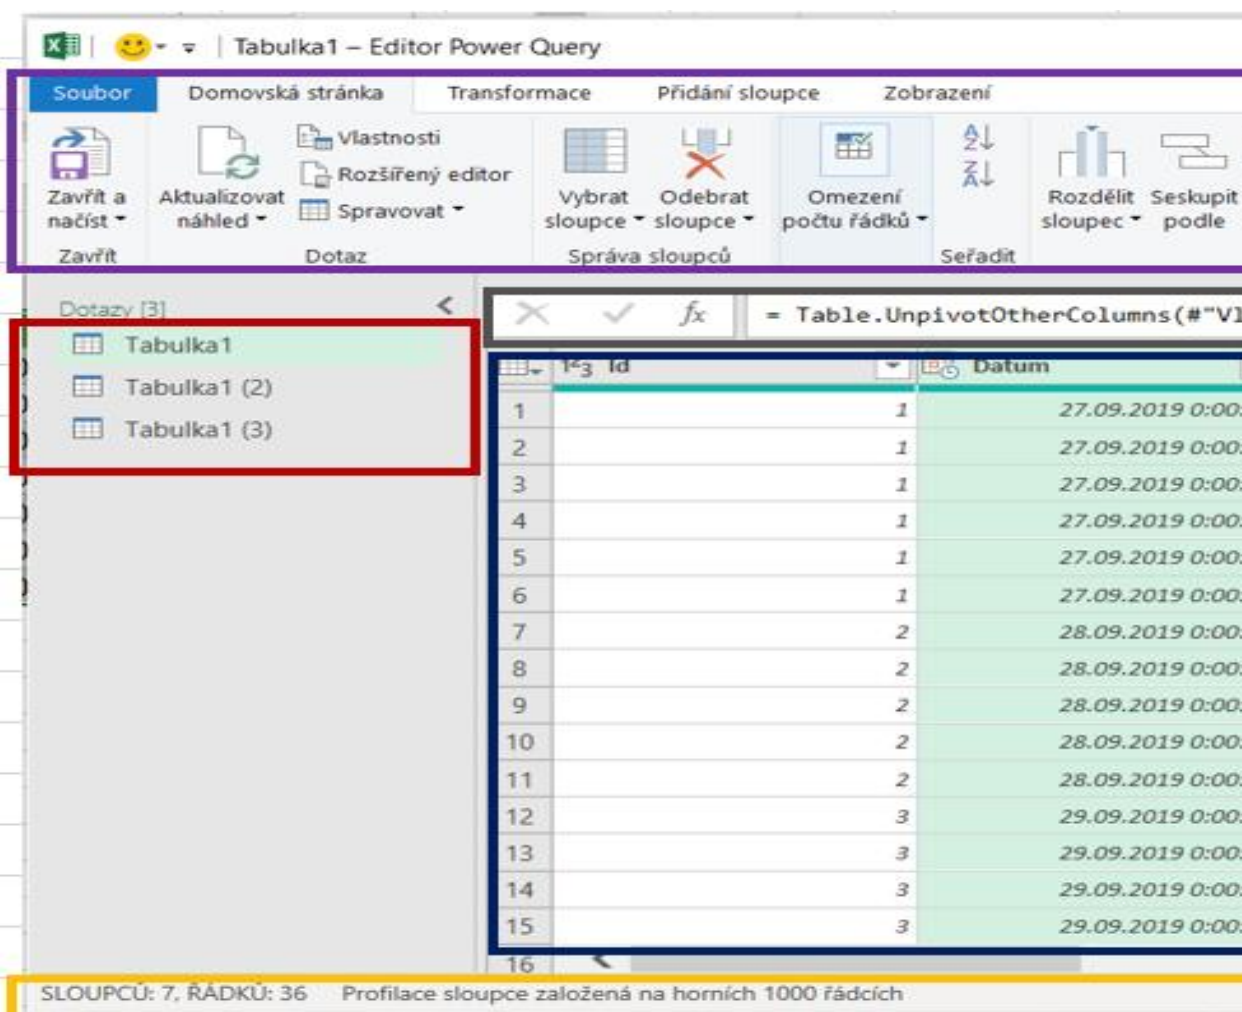 Tabulka1 – Editor Power Query
Soubor Domovská stránka Transformace Přidání sloupce Zobrazení
Zavřít a načíst
Aktualizovat náhled
Vlastnosti
Rozšířený editor
Spravovat
Vybrat sloupce
Odebrat sloupce
Omezení počtu řádků
Rozdělit sloupec
Seskupit podle
Zavřít Dotaz Správa sloupců Seřadit
Dotazy [3]
Tabulka1
Tabulka1 (2)
Tabulka1 (3)
fx = Table.UnpivotOtherColumns(#"Vl
1²3 Id Datum
1 1 27.09.2019 0:00:
2 1 27.09.2019 0:00:
3 1 27.09.2019 0:00:
4 1 27.09.2019 0:00:
5 1 27.09.2019 0:00:
6 1 27.09.2019 0:00:
7 2 28.09.2019 0:00:
8 2 28.09.2019 0:00:
9 2 28.09.2019 0:00:
10 2 28.09.2019 0:00:
11 2 28.09.2019 0:00:
12 3 29.09.2019 0:00:
13 3 29.09.2019 0:00:
14 3 29.09.2019 0:00:
15 3 29.09.2019 0:00:
16
SLOUPCŮ: 7, ŘÁDKŮ: 36 Profilace sloupce založená na horních 1000 řádcích